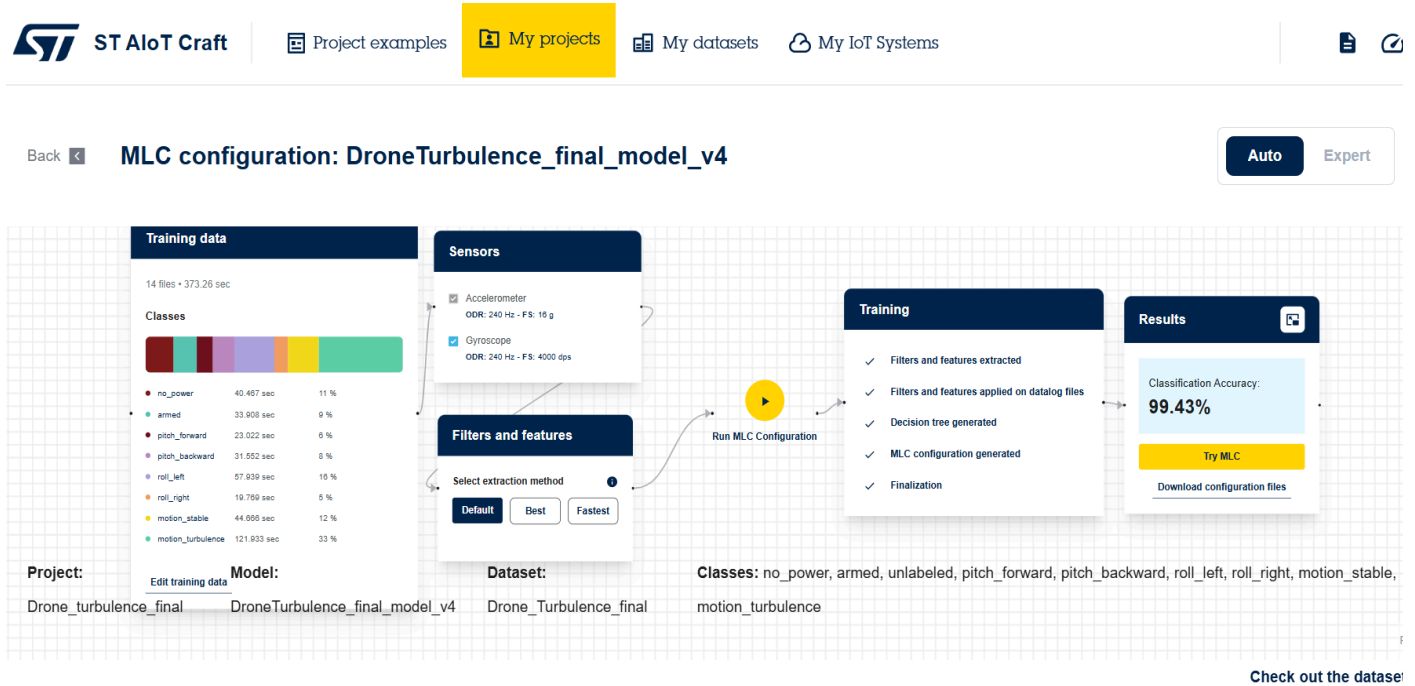 ST AIoT Craft
Project examples
My projects
My datasets
My IoT Systems
Back
MLC configuration: DroneTurbulence_final_model_v4
Auto
Expert
Training data
14 files • 373.26 sec
Classes
no_power 40.467 sec 11 %
armed 33.908 sec 9 %
pitch_forward 23.022 sec 6 %
pitch_backward 31.552 sec 8 %
roll_left 57.939 sec 16 %
roll_right 19.769 sec 5 %
motion_stable 44.666 sec 12 %
motion_turbulence 121.933 sec 33 %
Edit training data
Sensors
Accelerometer
ODR: 240 Hz - FS: 16 g
Gyroscope
ODR: 240 Hz - FS: 4000 dps
Filters and features
Select extraction method
Default
Best
Fastest
Run MLC Configuration
Training
Filters and features extracted
Filters and features applied on datalog files
Decision tree generated
MLC configuration generated
Finalization
Results
Classification Accuracy:
99.43%
Try MLC
Download configuration files
Project:
Drone_turbulence_final
Model:
DroneTurbulence_final_model_v4
Dataset:
Drone_Turbulence_final
Classes: no_power, armed, unlabeled, pitch_forward, pitch_backward, roll_left, roll_right, motion_stable,
motion_turbulence
Check out the dataset